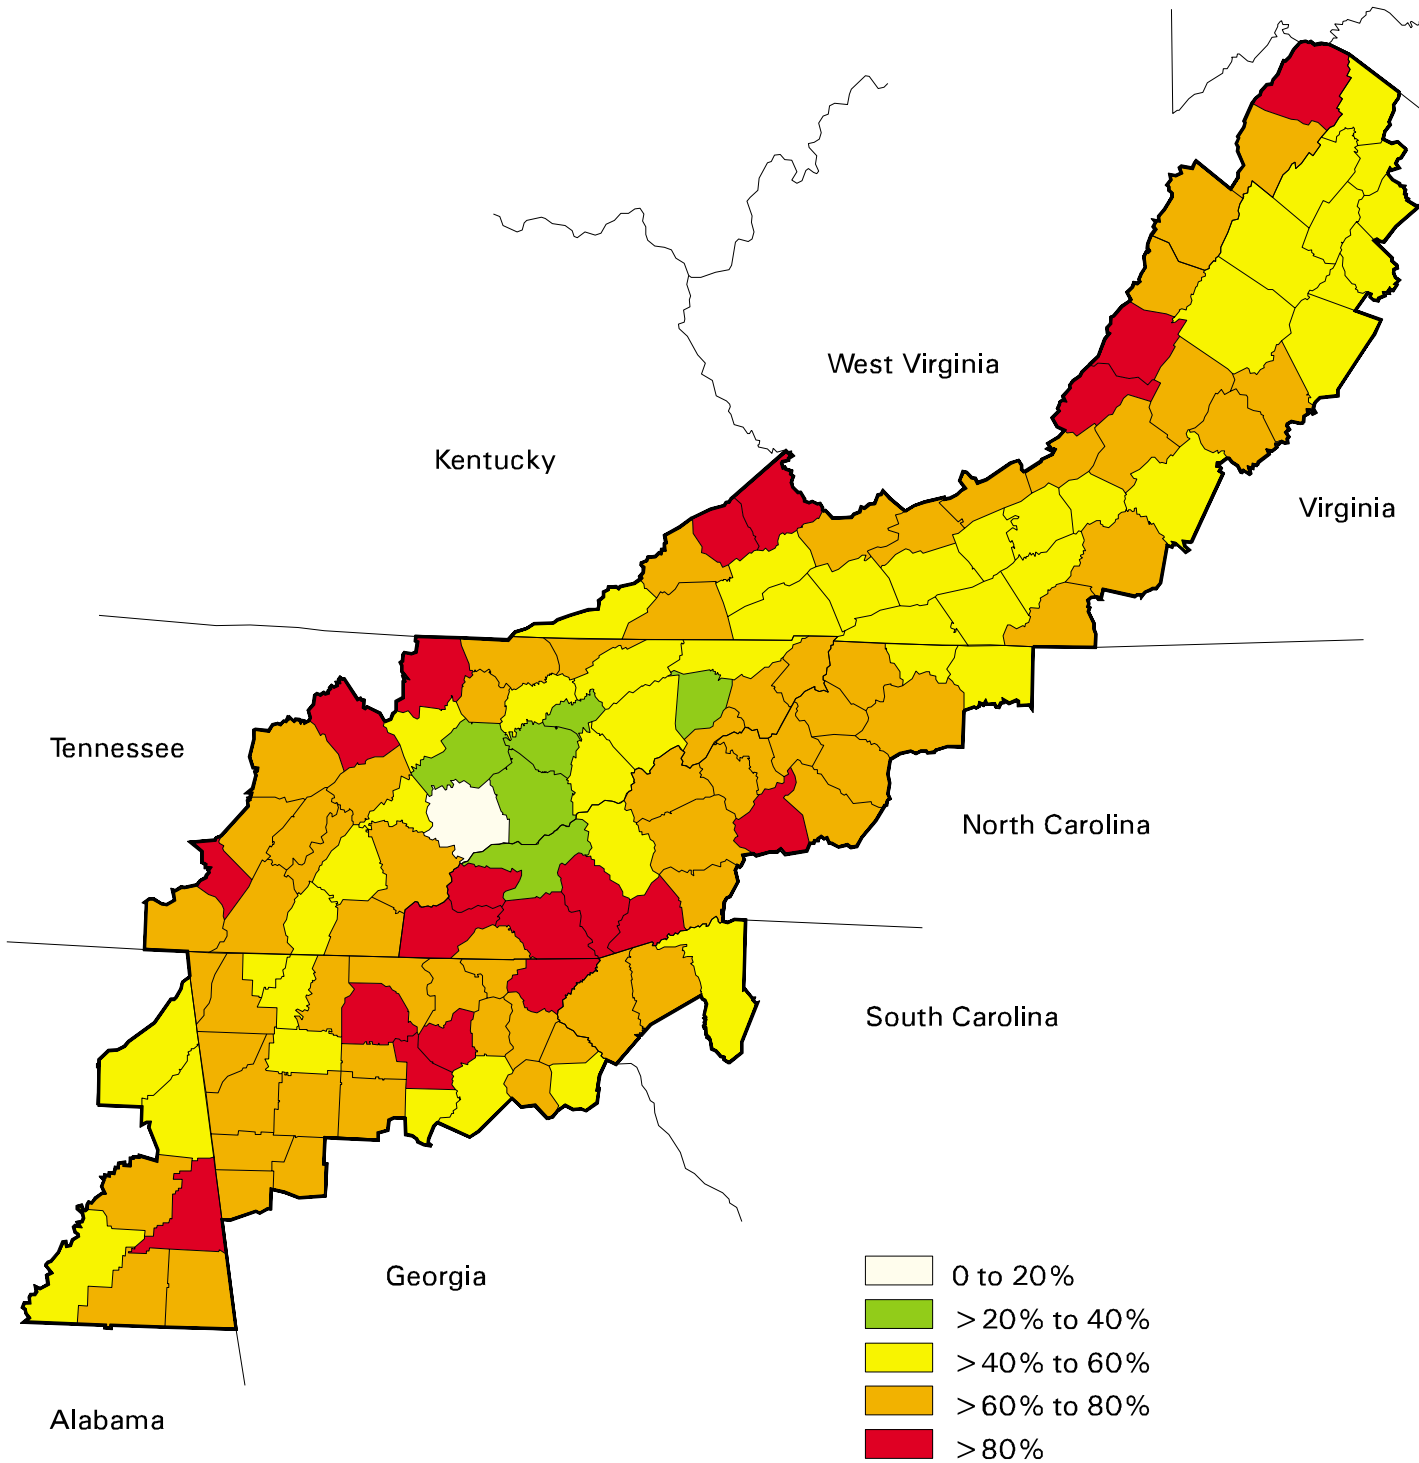 West Virginia
Kentucky
Virginia
Tennessee
North Carolina
South Carolina
Georgia
Alabama
0 to 20%
>20% to 40%
>40% to 60%
>60% to 80%
>80%